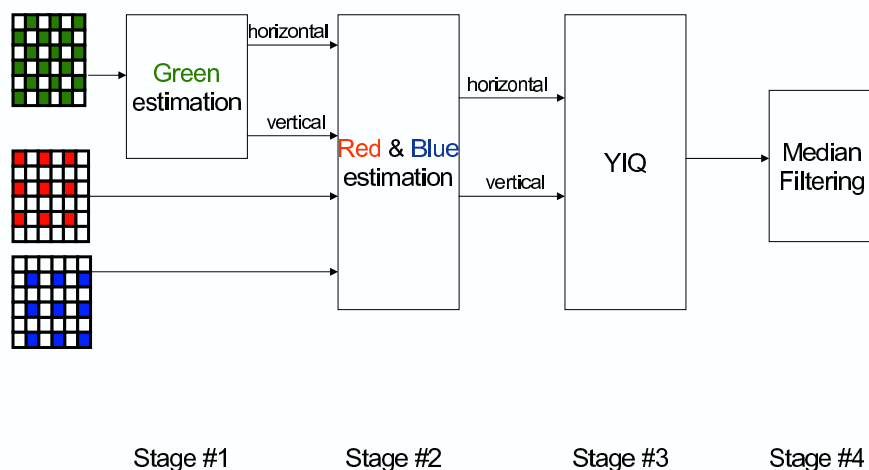 horizontal
Green
estimation
vertical
Red & Blue
estimation
horizontal
vertical
YIQ
Median
Filtering
Stage #1
Stage #2
Stage #3
Stage #4